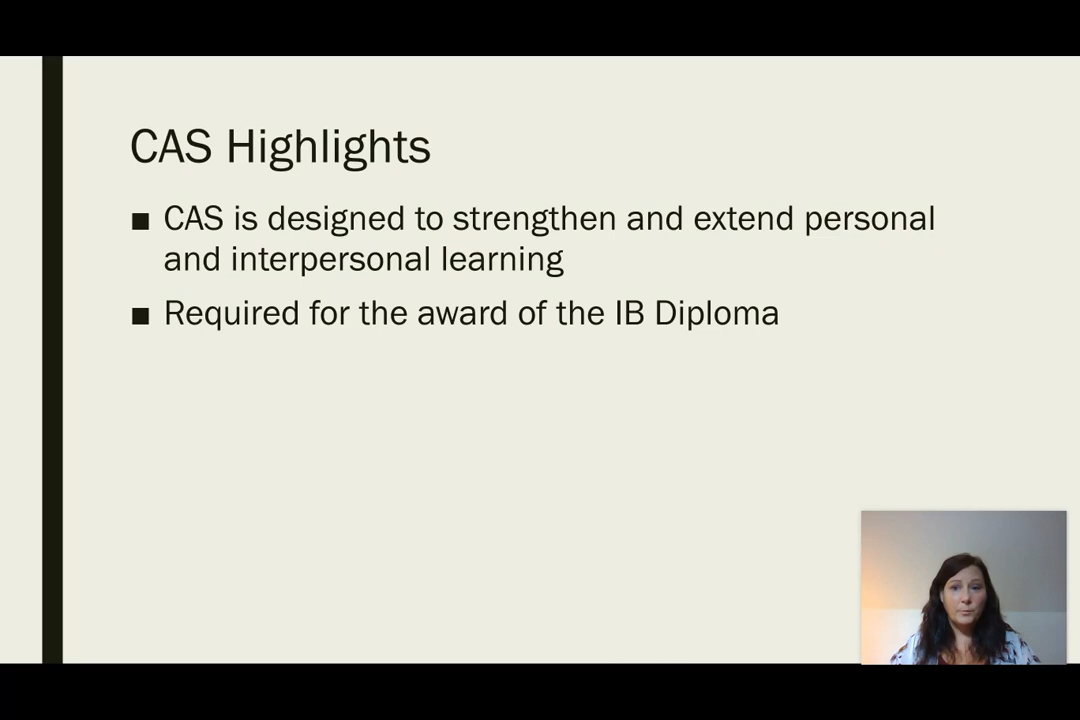 CAS Highlights
■ CAS is designed to strengthen and extend personal
and interpersonal learning
■ Required for the award of the IB Diploma